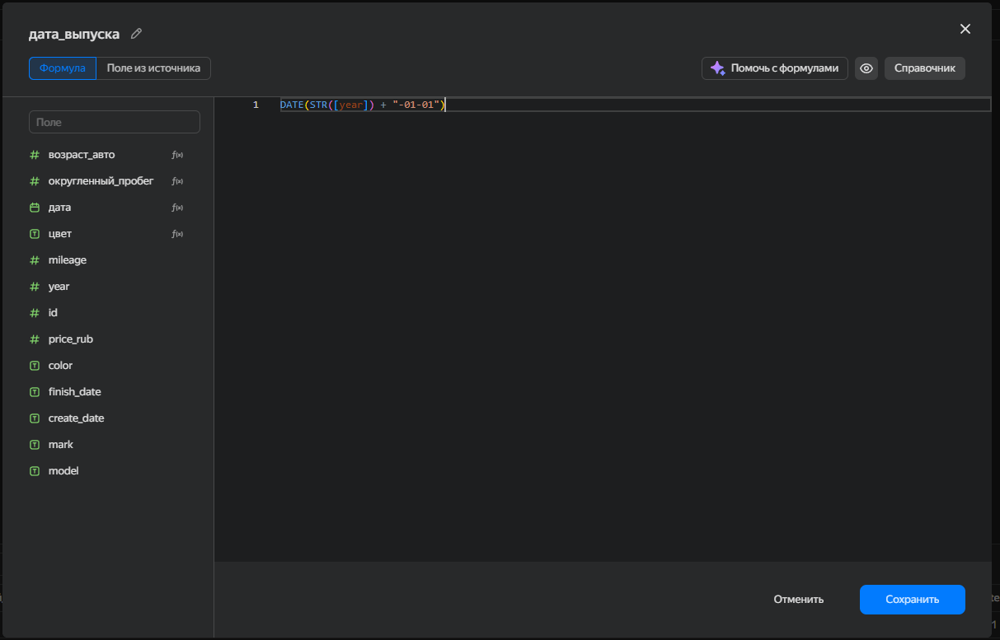 дата_выпуска
Формула Поле из источника Помочь с формулами Справочник
1 DATE(STR([year]) + "-01-01")
Поле
возраст_авто f(x)
округленный_пробег f(x)
дата f(x)
цвет f(x)
mileage
year
id
price_rub
color
finish_date
create_date
mark
model
Отменить Сохранить